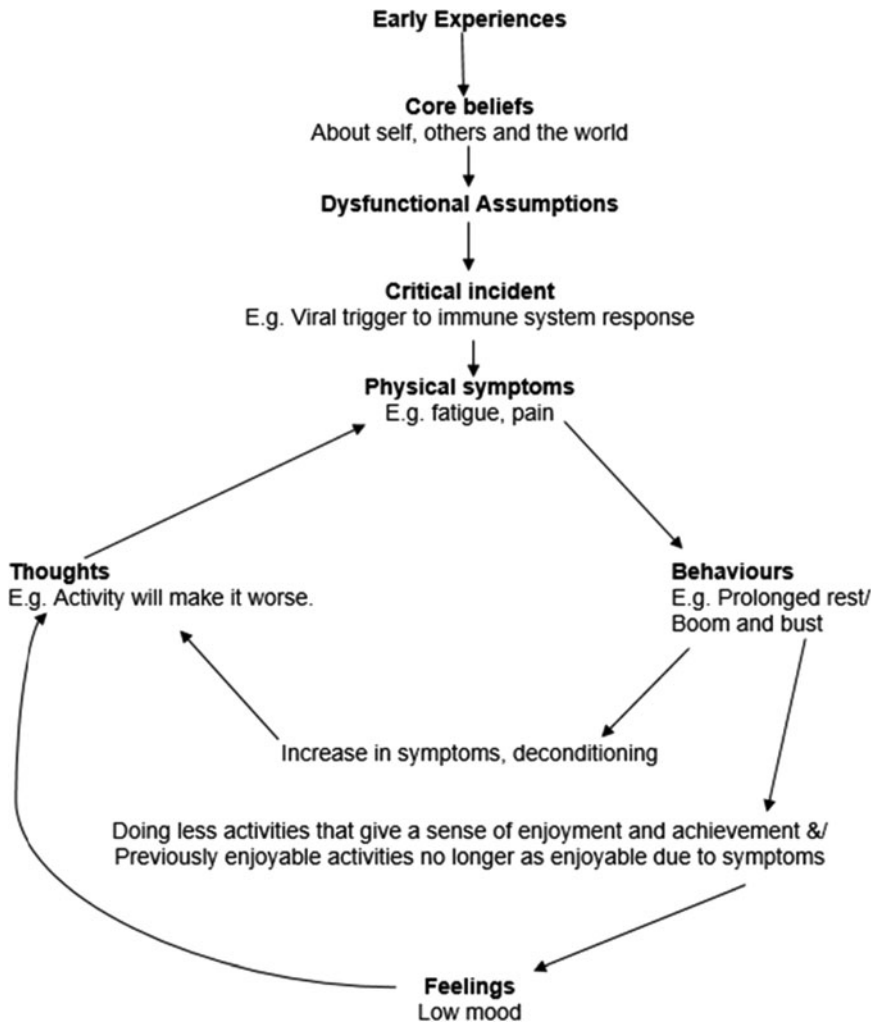 Early Experiences
Core beliefs
About self, others and the world
Dysfunctional Assumptions
Critical incident
E.g. Viral trigger to immune system response
Physical symptoms
E.g. fatigue, pain
Thoughts
E.g. Activity will make it worse.
Behaviours
E.g. Prolonged rest/
Boom and bust
Increase in symptoms, deconditioning
Doing less activities that give a sense of enjoyment and achievement &/
Previously enjoyable activities no longer as enjoyable due to symptoms
Feelings
Low mood